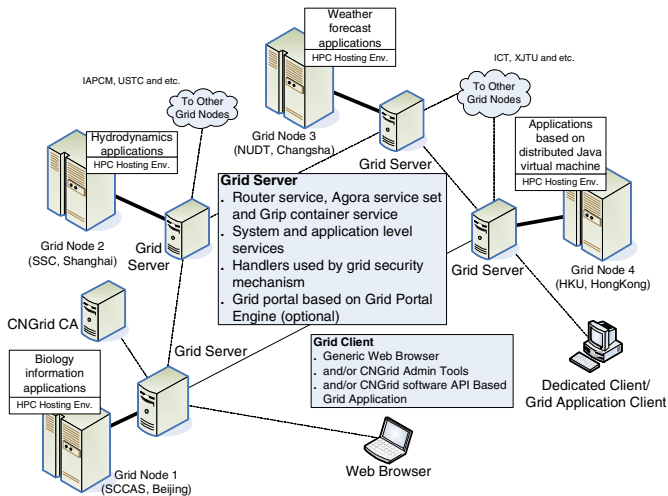 Weather
forecast
applications
HPC Hosting Env.
ICT, XJTU and etc.
IAPCM, USTC and etc.
To Other
Grid Nodes
To Other
Grid Nodes
Grid Node 3
(NUDT, Changsha)
Grid Server
Hydrodynamics
applications
HPC Hosting Env.
Applications
based on
distributed Java
virtual machine
HPC Hosting Env.
Grid Node 2
(SSC, Shanghai)
Grid
Server
Grid Server
. Router service, Agora service set
and Grip container service
. System and application level
services
. Handlers used by grid security
mechanism
. Grid portal based on Grid Portal
Engine (optional)
Grid Server
Grid Node 4
(HKU, HongKong)
CNGrid CA
Grid Server
Grid Client
. Generic Web Browser
. and/or CNGrid Admin Tools
. and/or CNGrid software API Based
Grid Application
Biology
information
applications
HPC Hosting Env.
Dedicated Client/
Grid Application Client
Grid Node 1
(SCCAS, Beijing)
Web Browser